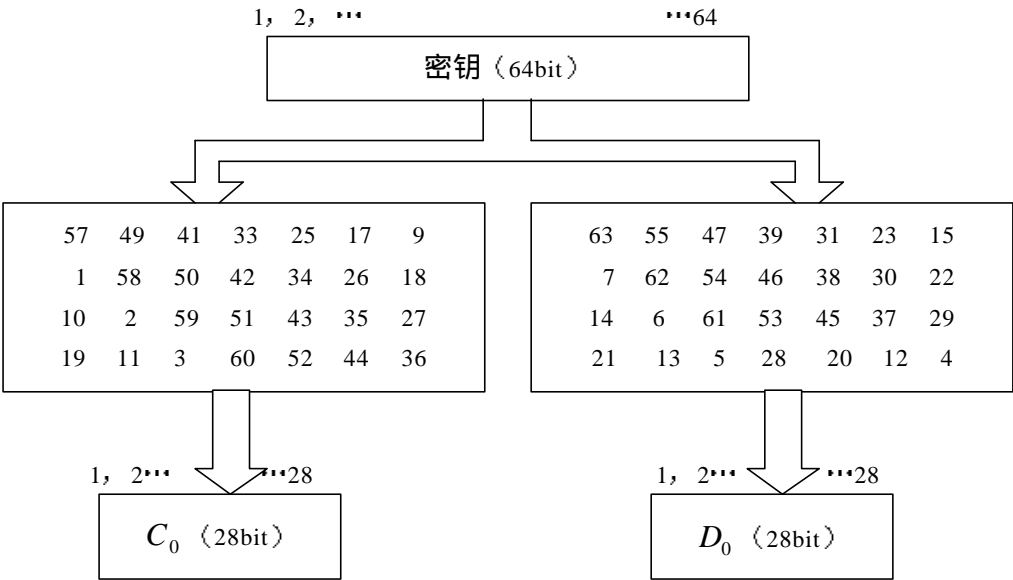 1, 2, … …64
密钥（64bit）
57 49 41 33 25 17 9
1 58 50 42 34 26 18
10 2 59 51 43 35 27
19 11 3 60 52 44 36
63 55 47 39 31 23 15
7 62 54 46 38 30 22
14 6 61 53 45 37 29
21 13 5 28 20 12 4
1, 2… …28
C₀（28bit）
1, 2… …28
D₀（28bit）